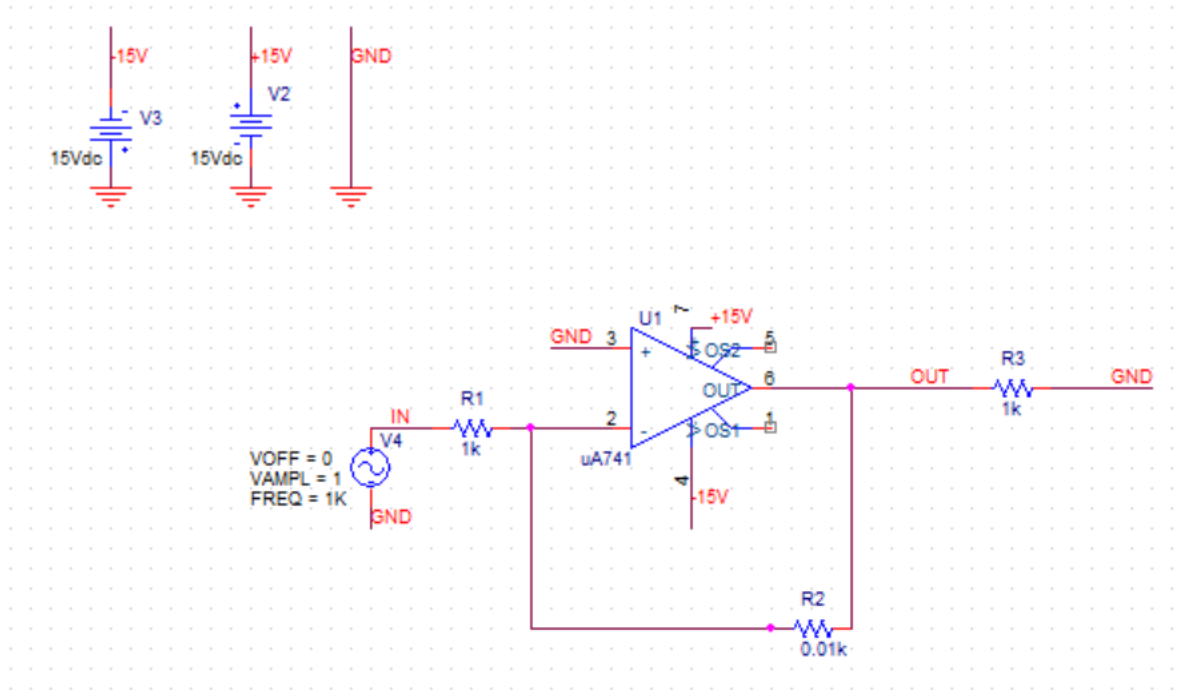 -15V
+15V
GND
V3
V2
15Vdc
15Vdc
U1
7
+15V
GND
3
+
OS2
5
OUT
6
OUT
R3
1k
GND
IN
R1
1k
2
-
OS1
1
uA741
4
-15V
V4
VOFF = 0
VAMPL = 1
FREQ = 1K
GND
R2
0.01k